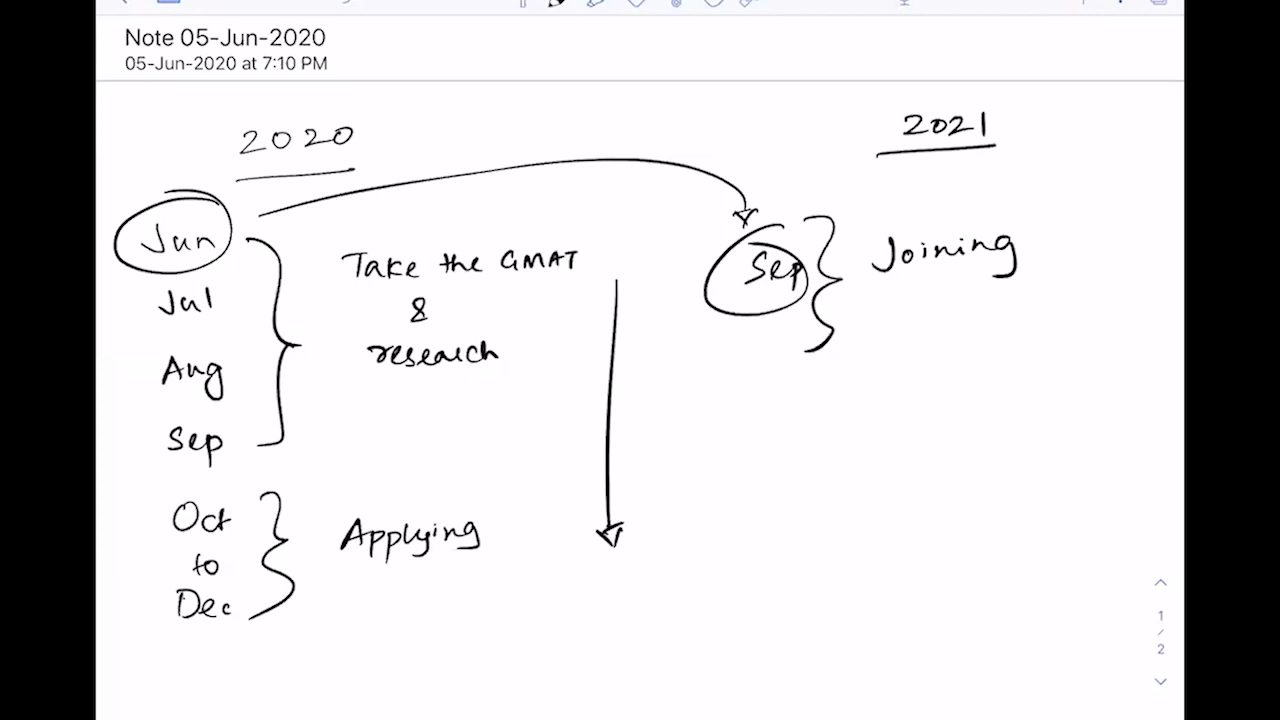 Note 05-Jun-2020
05-Jun-2020 at 7:10 PM
2020
2021
Jun
Jul
Aug
Sep
Take the GMAT
&
research
Sep
Joining
Oct
to
Dec
Applying
1
/
2